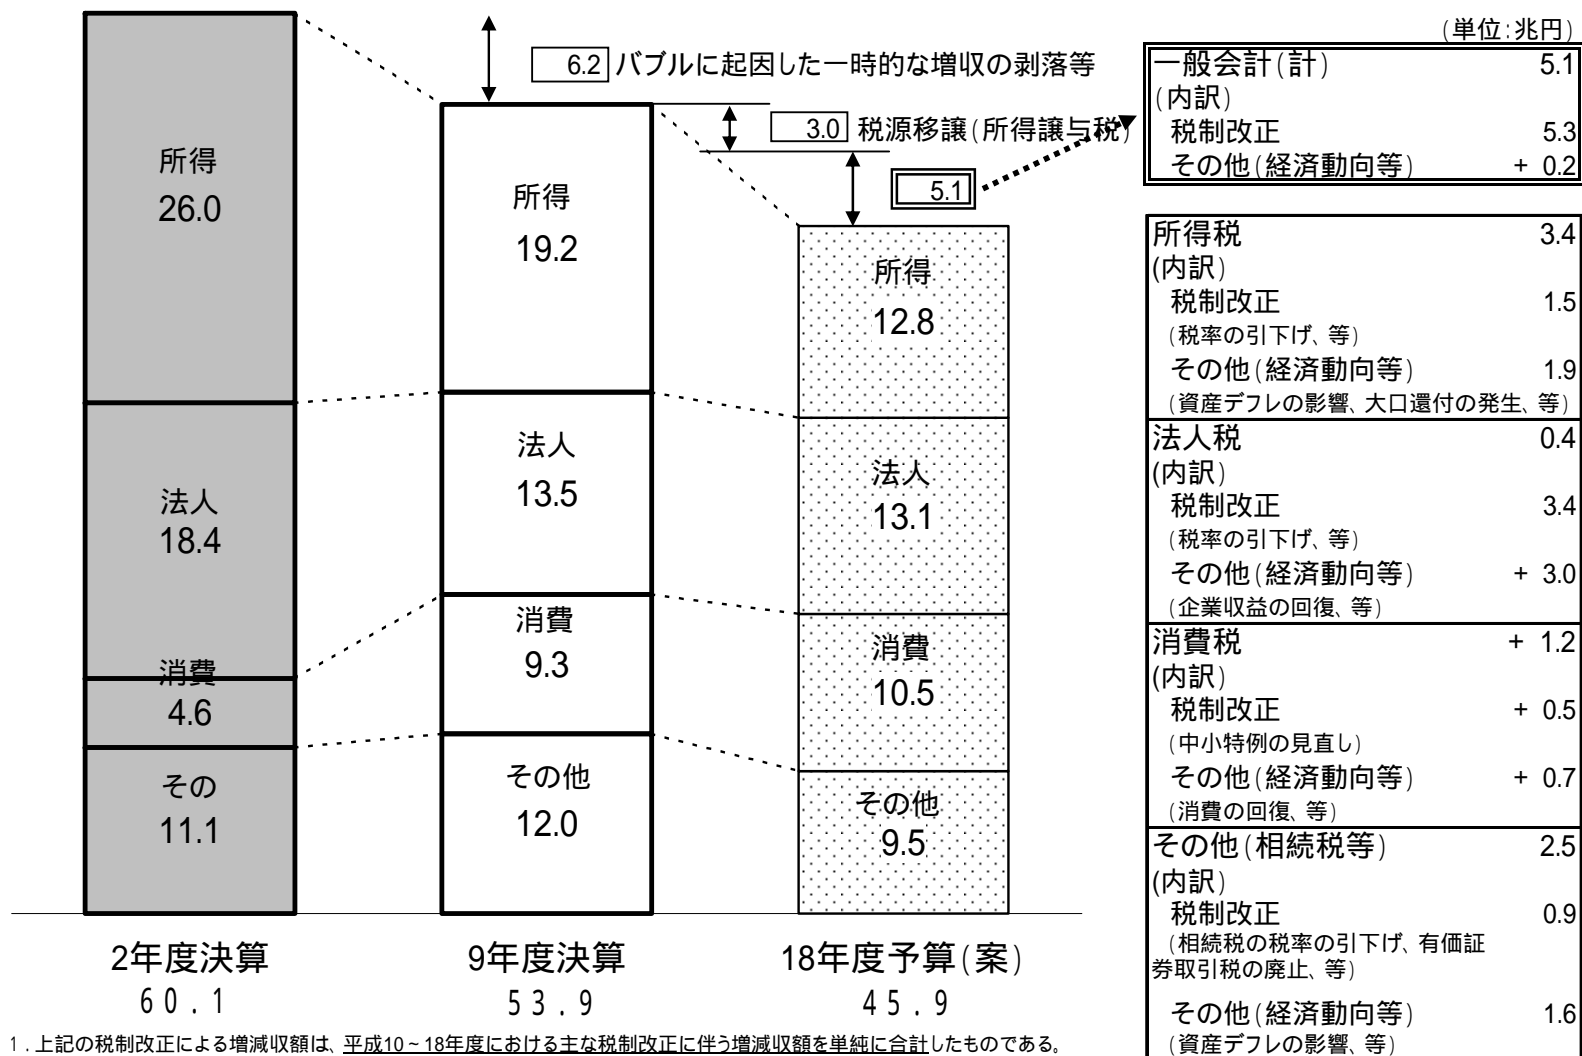 (単位:兆円)
6.2 バブルに起因した一時的な増収の剥落等
3.0 税源移譲(所得譲与税)
5.1
所得
26.0
法人
18.4
消費
4.6
その
11.1
2年度決算
60.1
所得
19.2
法人
13.5
消費
9.3
その他
12.0
9年度決算
53.9
所得
12.8
法人
13.1
消費
10.5
その他
9.5
18年度予算(案)
45.9
一般会計(計) 5.1
(内訳)
税制改正 5.3
その他(経済動向等) + 0.2
所得税 3.4
(内訳)
税制改正 1.5
(税率の引下げ、等)
その他(経済動向等) 1.9
(資産デフレの影響、大口還付の発生、等)
法人税 0.4
(内訳)
税制改正 3.4
(税率の引下げ、等)
その他(経済動向等) + 3.0
(企業収益の回復、等)
消費税 + 1.2
(内訳)
税制改正 + 0.5
(中小特例の見直し)
その他(経済動向等) + 0.7
(消費の回復、等)
その他(相続税等) 2.5
(内訳)
税制改正 0.9
(相続税の税率の引下げ、有価証
券取引税の廃止、等)
その他(経済動向等) 1.6
(資産デフレの影響、等)
1.上記の税制改正による増減収額は、平成10~18年度における主な税制改正に伴う増減収額を単純に合計したものである。